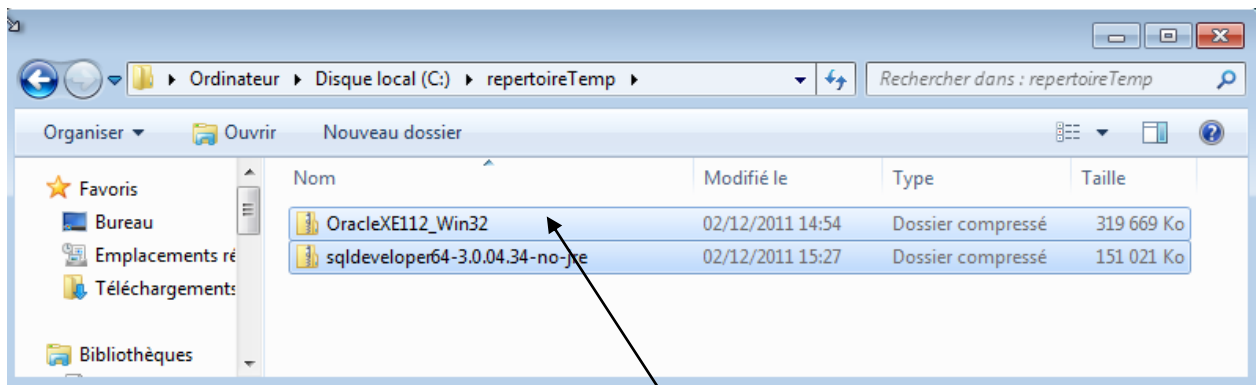 Ordinateur Disque local (C:) repertoireTemp Rechercher dans : repertoireTemp
Organiser Ouvrir Nouveau dossier
Favoris
Bureau
Emplacements ré
Téléchargements
Bibliothèques
Nom Modifié le Type Taille
OracleXE112_Win32 02/12/2011 14:54 Dossier compressé 319 669 Ko
sqldeveloper64-3.0.04.34-no-jre 02/12/2011 15:27 Dossier compressé 151 021 Ko